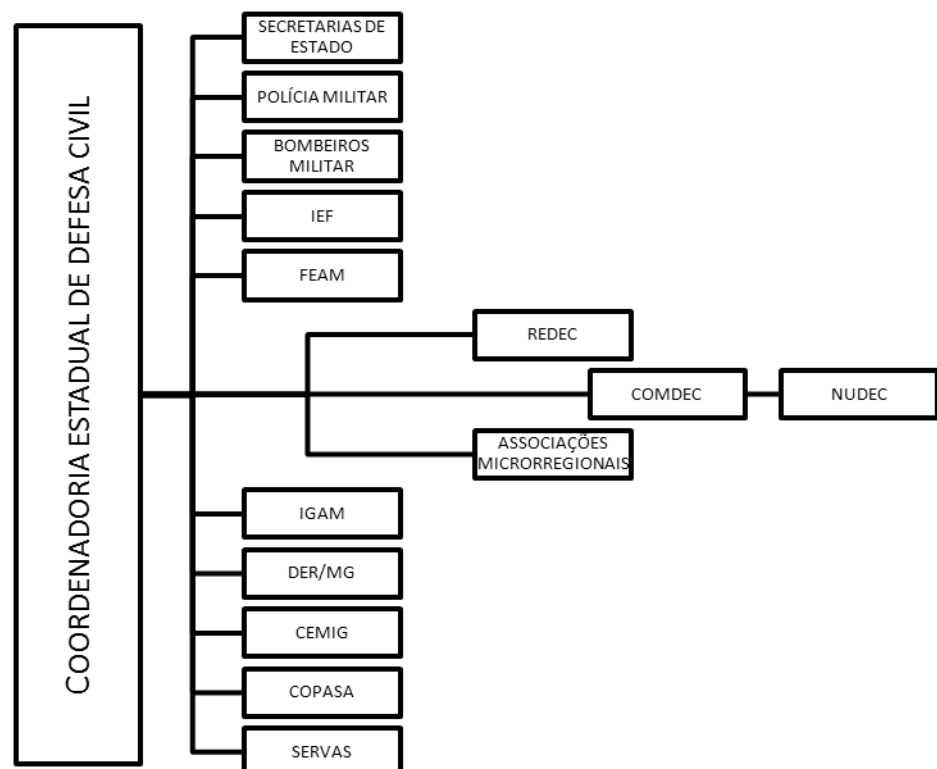 COORDENADORIA ESTADUAL DE DEFESA CIVIL
SECRETARIAS DE
ESTADO
POLÍCIA MILITAR
BOMBEIROS
MILITAR
IEF
FEAM
REDEC
COMDEC
NUDEC
ASSOCIAÇÕES
MICRORREGIONAIS
IGAM
DER/MG
CEMIG
COPASA
SERVAS